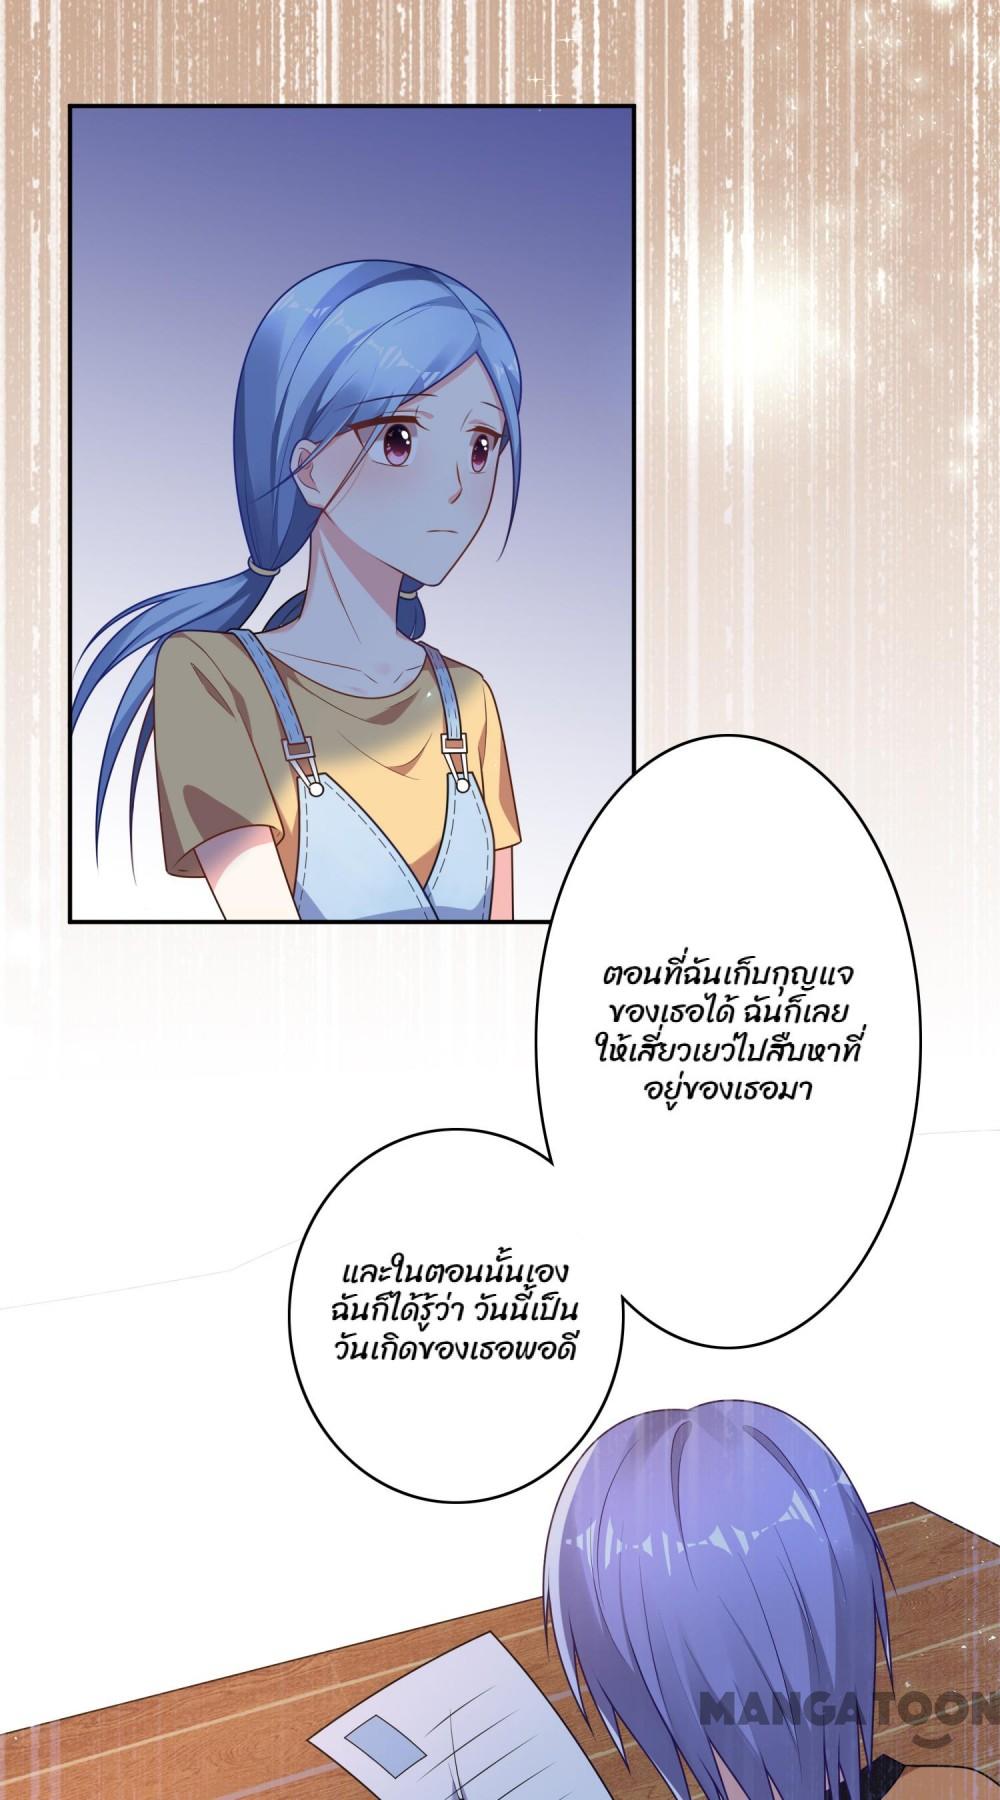 ตอนที่ฉันเก็บกุญแจ
ของเธอได้ ฉันก็เลย
ให้เสี่ยวเยว่ไปสืบหาที่
อยู่ของเธอมา
และในตอนนั้นเอง
ฉันก็ได้รู้ว่า วันนี้เป็น
วันเกิดของเธอพอดี
MANGATOON